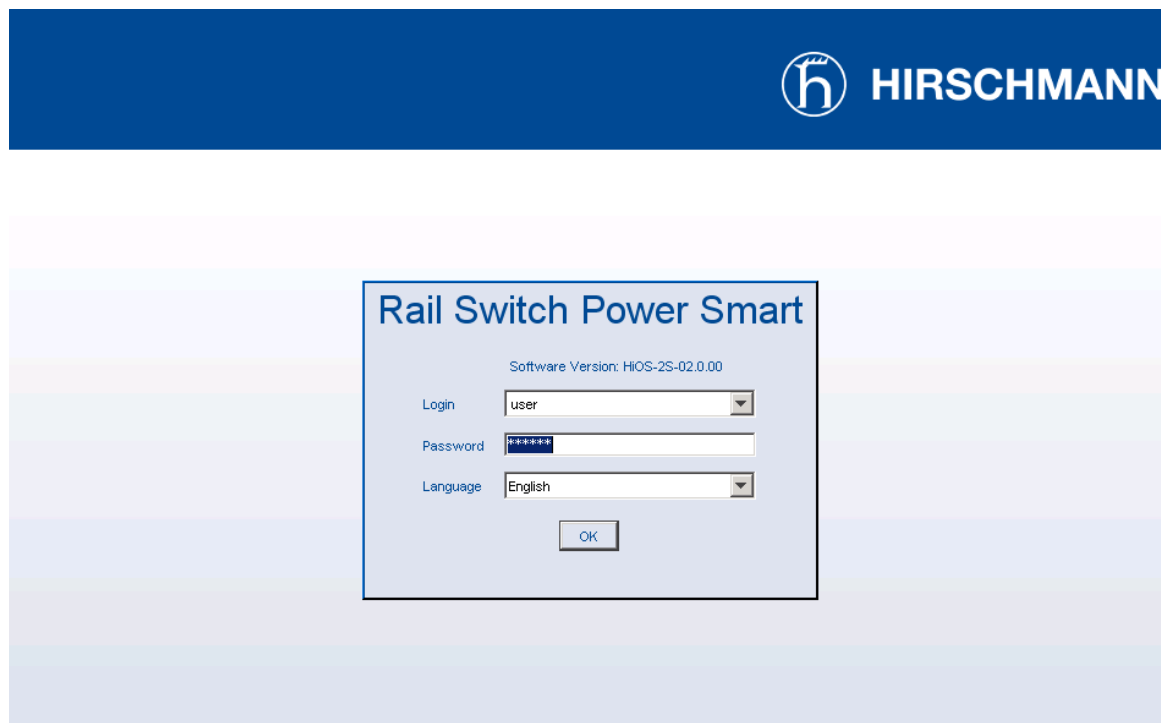 HIRSCHMANN
Rail Switch Power Smart
Software Version: HiOS-2S-02.0.00
Login user
Password ******
Language English
OK